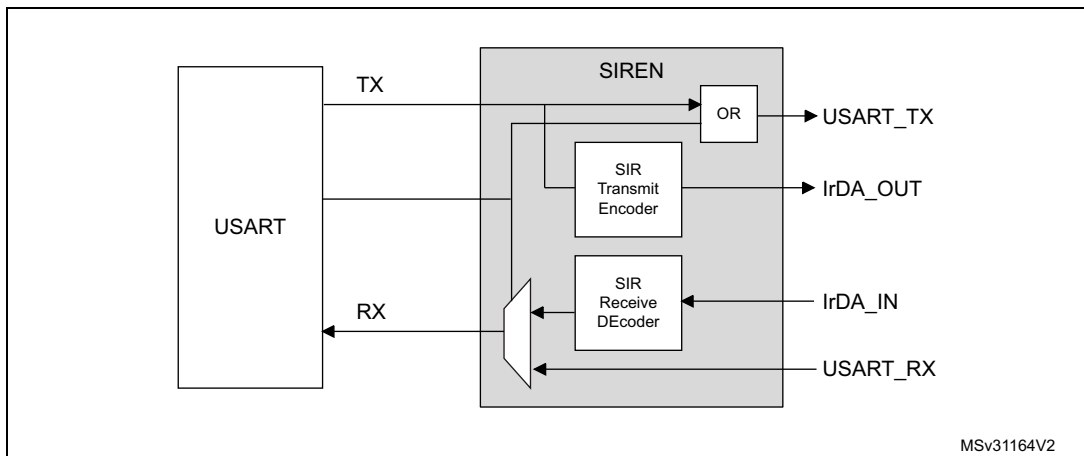 SIREN
TX
OR
USART_TX
SIR
Transmit
Encoder
IrDA_OUT
USART
SIR
Receive
DEcoder
IrDA_IN
RX
USART_RX
MSv31164V2